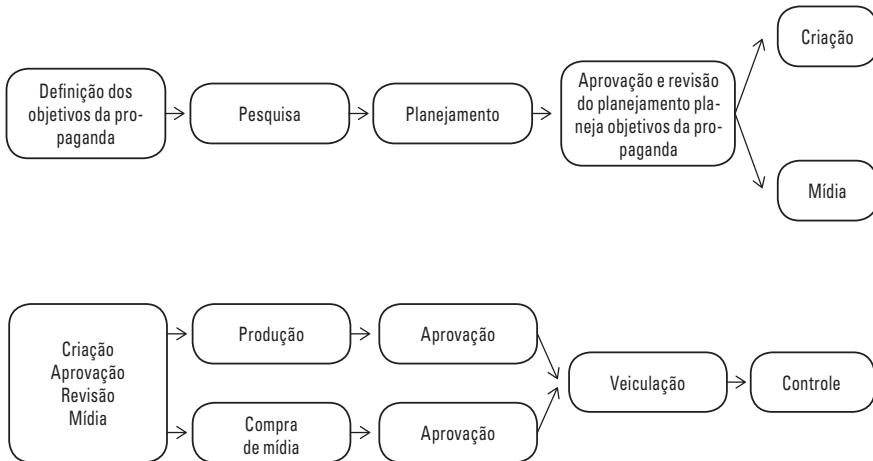 Definição dos
objetivos da pro-
paganda
Pesquisa
Planejamento
Aprovação e revisão
do planejamento pla-
neja objetivos da pro-
paganda
Criação
Mídia
Criação
Aprovação
Revisão
Mídia
Produção
Aprovação
Compra
de mídia
Aprovação
Veiculação
Controle